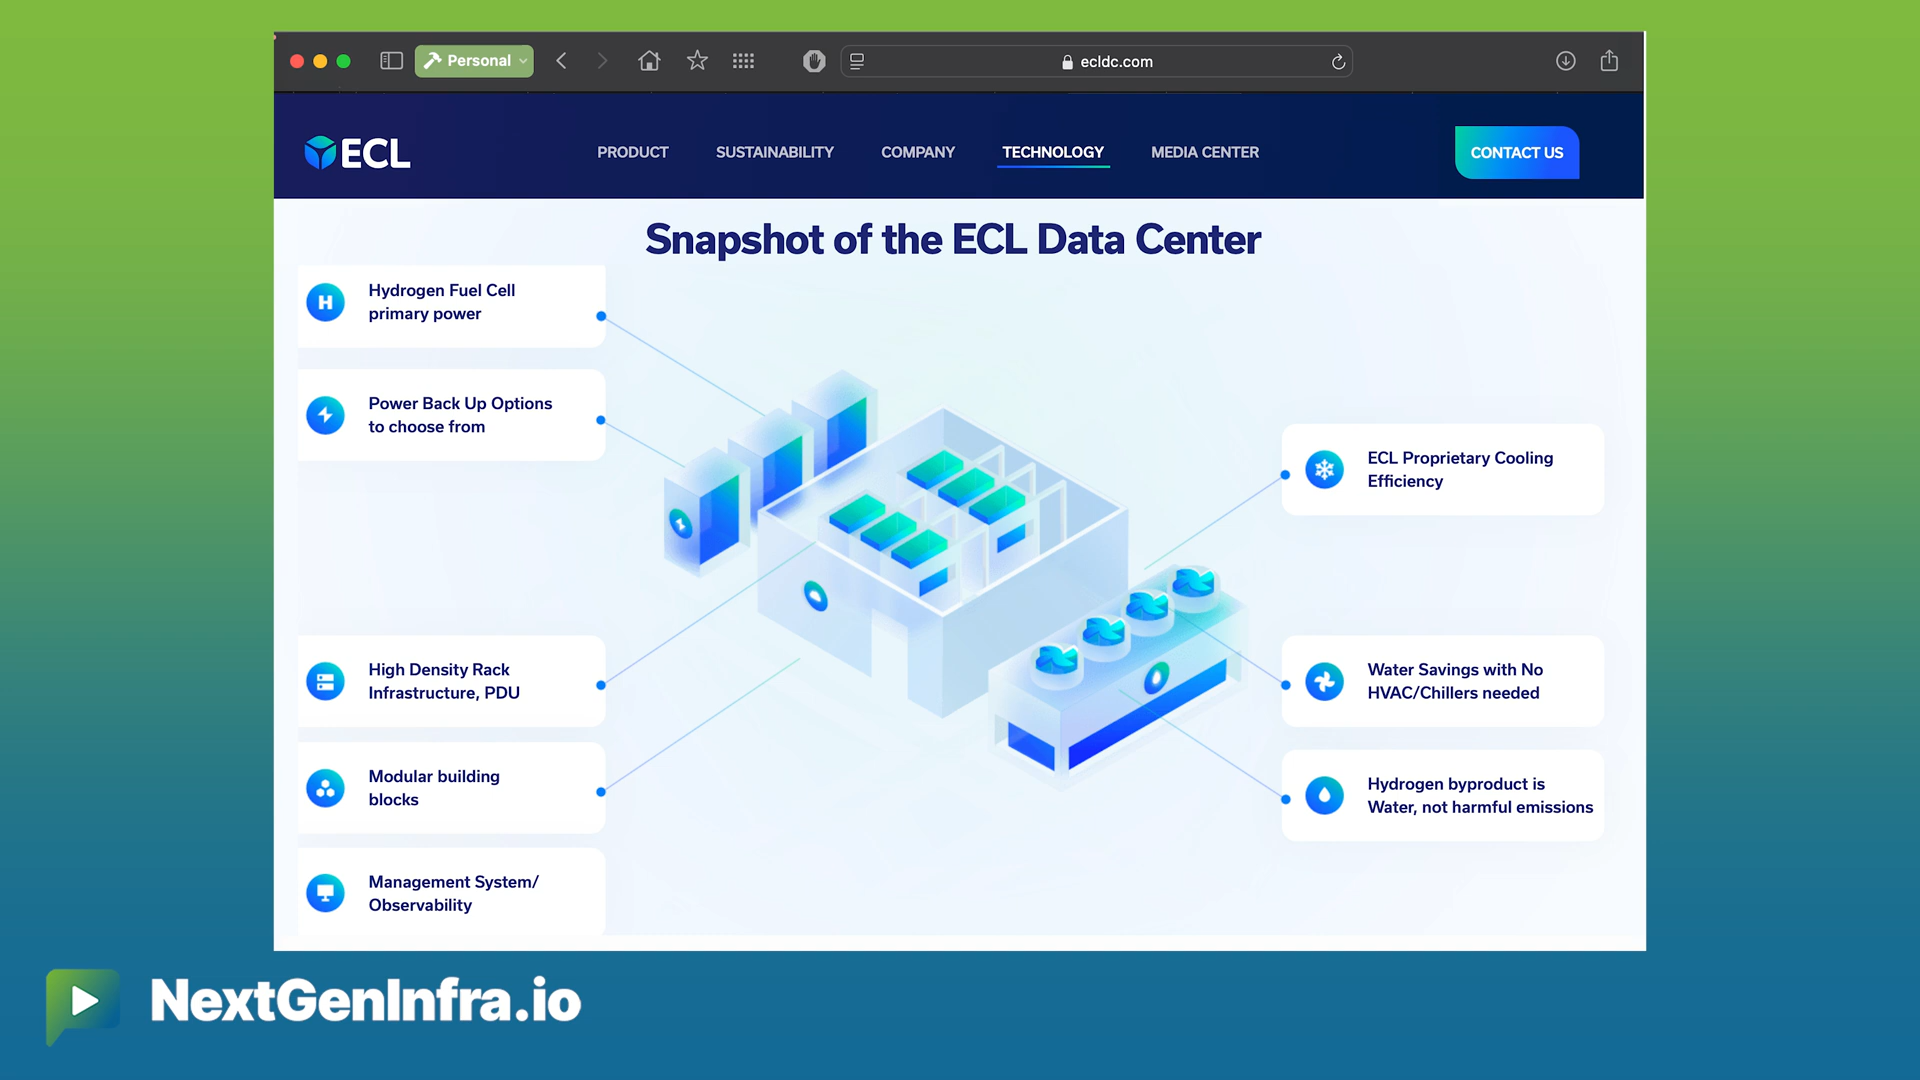 Personal
ecldc.com
ECL
PRODUCT
SUSTAINABILITY
COMPANY
TECHNOLOGY
MEDIA CENTER
CONTACT US
Snapshot of the ECL Data Center
H
Hydrogen Fuel Cell
primary power
Power Back Up Options
to choose from
High Density Rack
Infrastructure, PDU
Modular building
blocks
Management System/
Observability
ECL Proprietary Cooling
Efficiency
Water Savings with No
HVAC/Chillers needed
Hydrogen byproduct is
Water, not harmful emissions
NextGenInfra.io